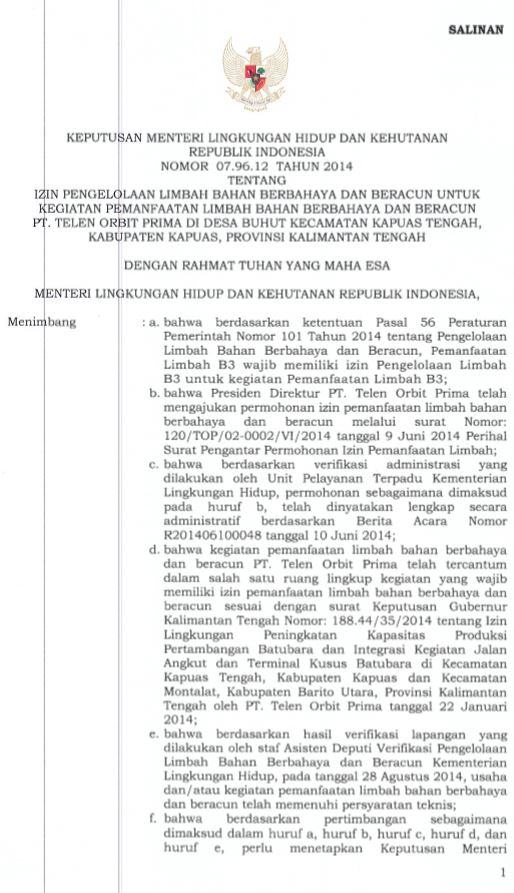 SALINAN
KEPUTUSAN MENTERI LINGKUNGAN HIDUP DAN KEHUTANAN
REPUBLIK INDONESIA
NOMOR 07.96.12 TAHUN 2014
TENTANG
IZIN PENGELOLAAN LIMBAH BAHAN BERBAHAYA DAN BERACUN UNTUK
KEGIATAN PEMANFAATAN LIMBAH BAHAN BERBAHAYA DAN BERACUN
PT. TELEN ORBIT PRIMA DI DESA BUHUT KECAMATAN KAPUAS TENGAH,
KABUPATEN KAPUAS, PROVINSI KALIMANTAN TENGAH
DENGAN RAHMAT TUHAN YANG MAHA ESA
MENTERI LINGKUNGAN HIDUP DAN KEHUTANAN REPUBLIK INDONESIA,
Menimbang : a. bahwa berdasarkan ketentuan Pasal 56 Peraturan
Pemerintah Nomor 101 Tahun 2014 tentang Pengelolaan
Limbah Bahan Berbahaya dan Beracun, Pemanfaatan
Limbah B3 wajib memiliki izin Pengelolaan Limbah
B3 untuk kegiatan Pemanfaatan Limbah B3;
b. bahwa Presiden Direktur PT. Telen Orbit Prima telah
mengajukan permohonan izin pemanfaatan limbah bahan
berbahaya dan beracun melalui surat Nomor:
120/TOP/02-0002/VI/2014 tanggal 9 Juni 2014 Perihal
Surat Pengantar Permohonan Izin Pemanfaatan Limbah;
c. bahwa berdasarkan verifikasi administrasi yang
dilakukan oleh Unit Pelayanan Terpadu Kementerian
Lingkungan Hidup, permohonan sebagaimana dimaksud
pada huruf b, telah dinyatakan lengkap secara
administratif berdasarkan Berita Acara Nomor
R201406100048 tanggal 10 Juni 2014;
d. bahwa kegiatan pemanfaatan limbah bahan berbahaya
dan beracun PT. Telen Orbit Prima telah tercantum
dalam salah satu ruang lingkup kegiatan yang wajib
memiliki izin pemanfaatan limbah bahan berbahaya dan
beracun sesuai dengan surat Keputusan Gubernur
Kalimantan Tengah Nomor: 188.44/35/2014 tentang Izin
Lingkungan Peningkatan Kapasitas Produksi
Pertambangan Batubara dan Integrasi Kegiatan Jalan
Angkut dan Terminal Kusus Batubara di Kecamatan
Kapuas Tengah, Kabupaten Kapuas dan Kecamatan
Montalat, Kabupaten Barito Utara, Provinsi Kalimantan
Tengah oleh PT. Telen Orbit Prima tanggal 22 Januari
2014;
e. bahwa berdasarkan hasil verifikasi lapangan yang
dilakukan oleh staf Asisten Deputi Verifikasi Pengelolaan
Limbah Bahan Berbahaya dan Beracun Kementerian
Lingkungan Hidup, pada tanggal 28 Agustus 2014, usaha
dan/atau kegiatan pemanfaatan limbah bahan berbahaya
dan beracun telah memenuhi persyaratan teknis;
f. bahwa berdasarkan pertimbangan sebagaimana
dimaksud dalam huruf a, huruf b, huruf c, huruf d, dan
huruf e, perlu menetapkan Keputusan Menteri
1